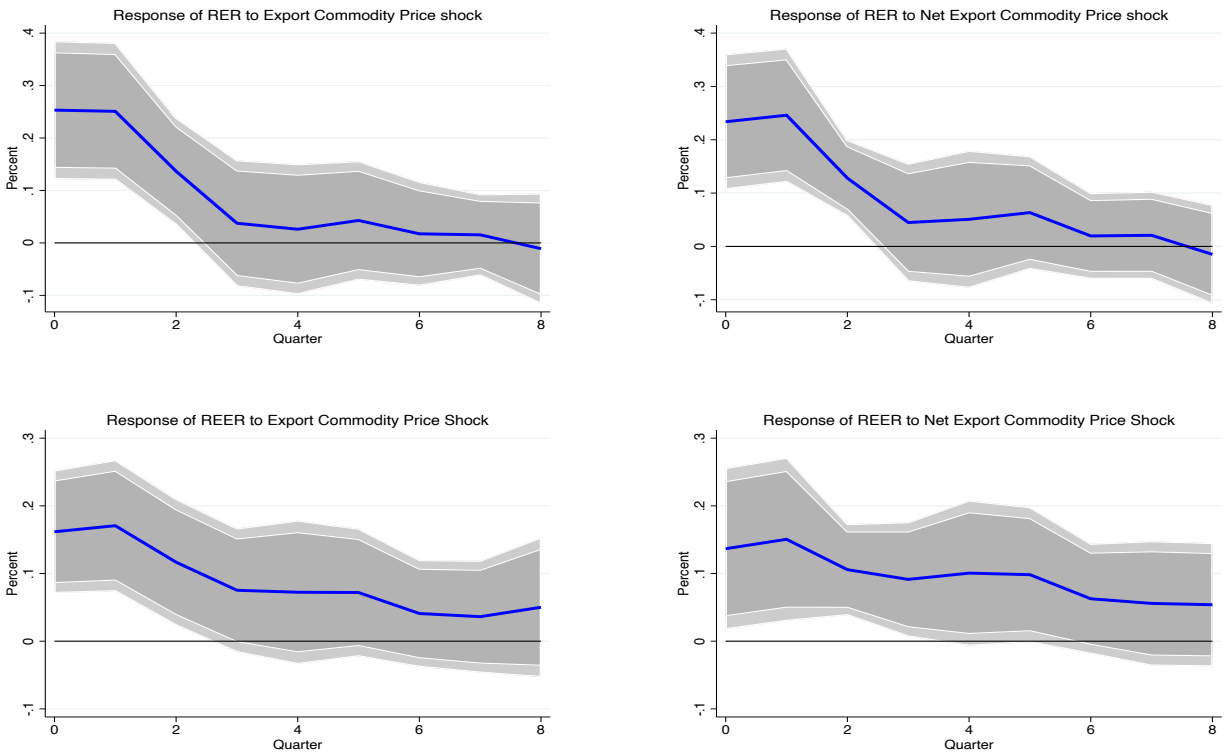 Response of RER to Export Commodity Price shock
Percent
.4
.3
.2
.1
0
-.1
0 2 4 6 8
Quarter
Response of RER to Net Export Commodity Price shock
Percent
.4
.3
.2
.1
0
-.1
0 2 4 6 8
Quarter
Response of REER to Export Commodity Price Shock
Percent
.3
.2
.1
0
-.1
0 2 4 6 8
Quarter
Response of REER to Net Export Commodity Price Shock
Percent
.3
.2
.1
0
-.1
0 2 4 6 8
Quarter